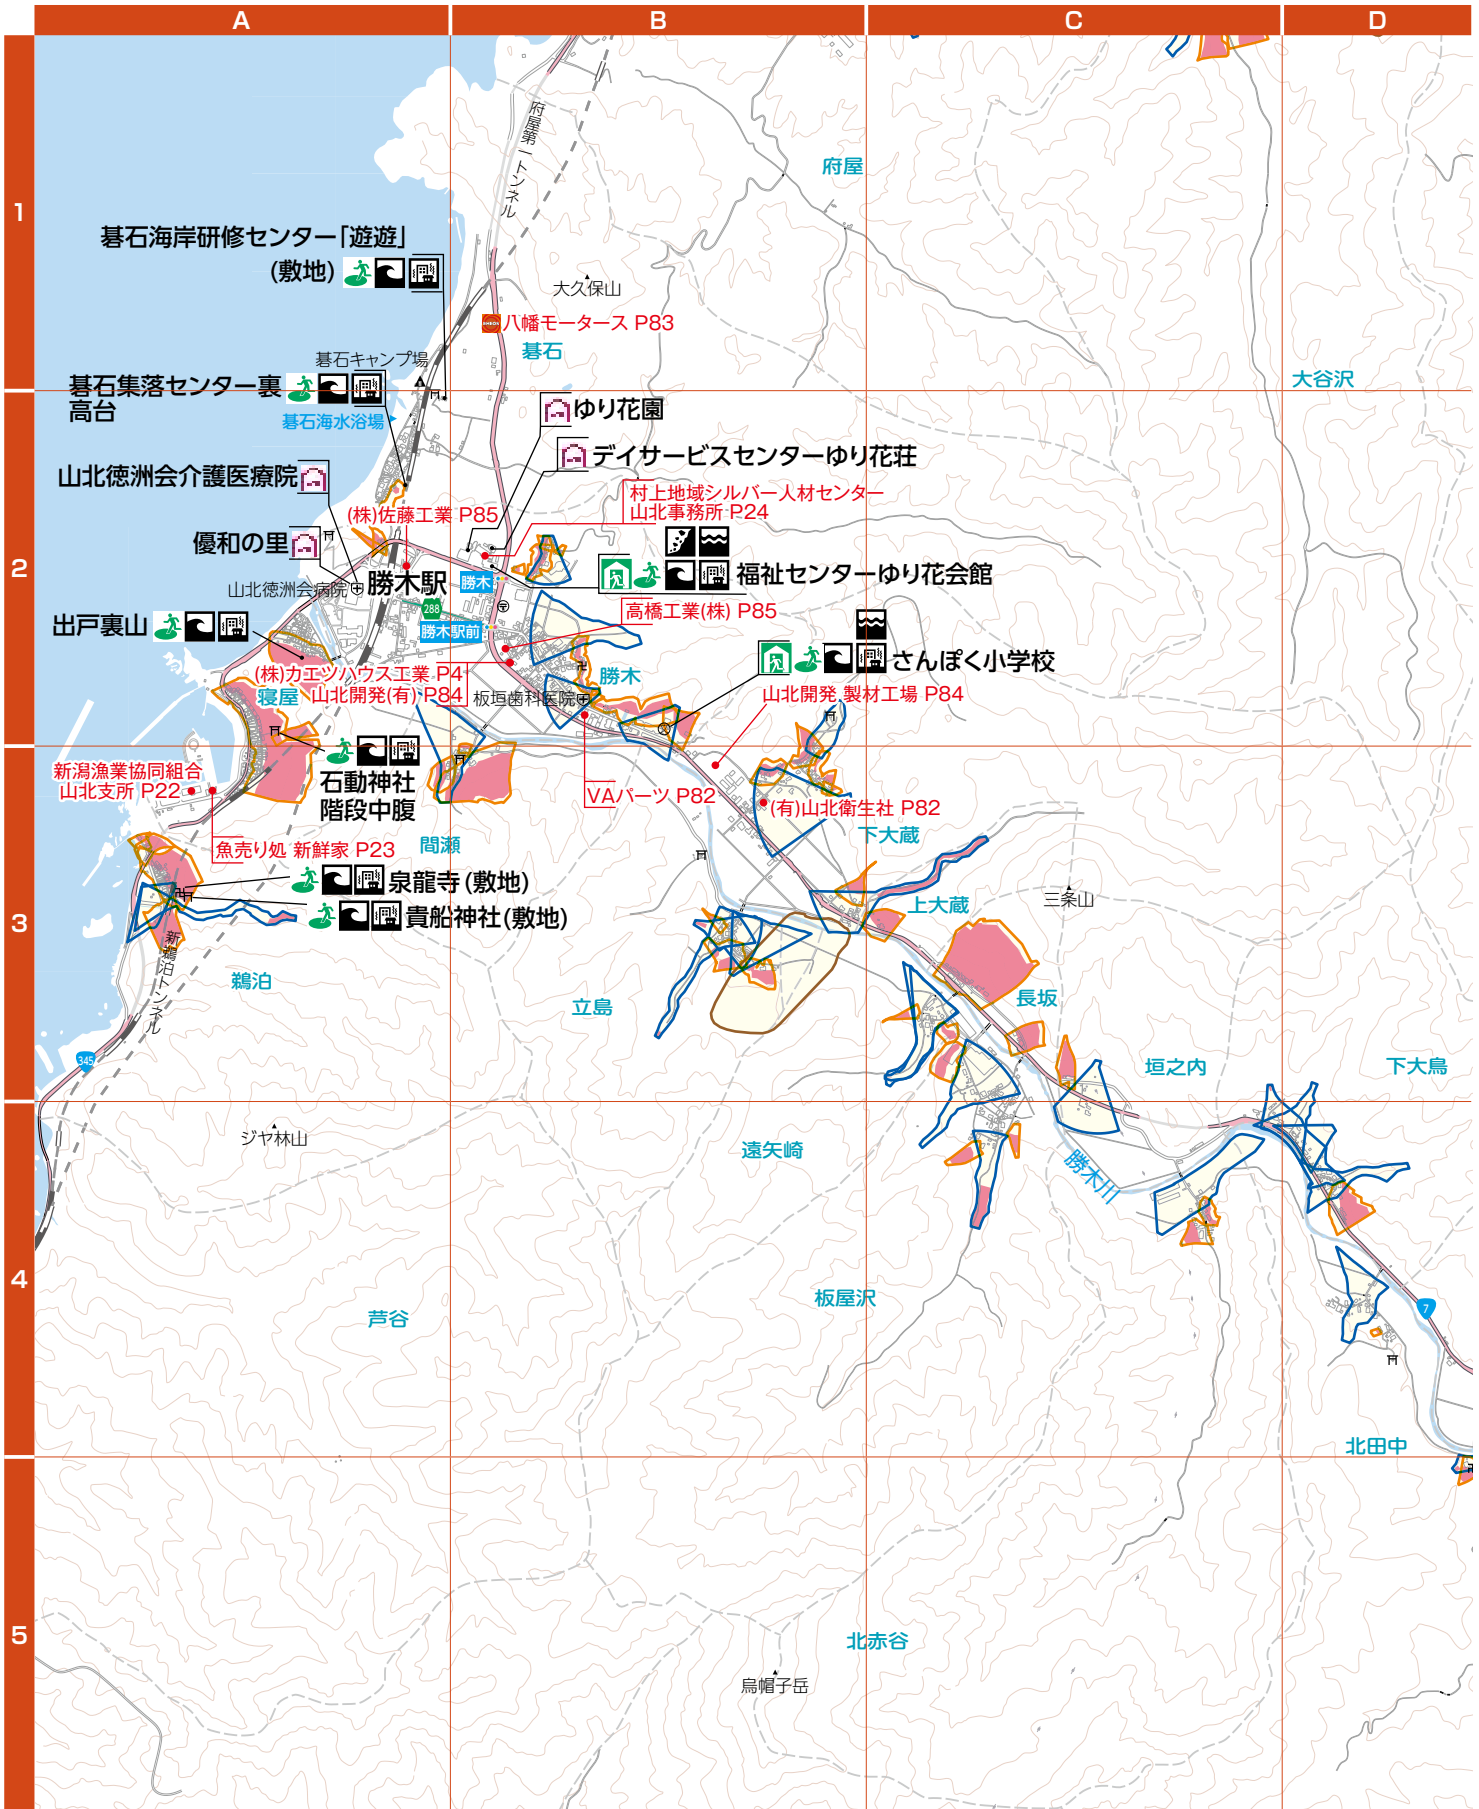 A
B
C
D
1
2
3
4
5
府屋第一トンネル
府屋
碁石海岸研修センター「遊遊」
(敷地)
大久保山
ENEOS
八幡モータース P83
碁石
碁石キャンプ場
大谷沢
碁石集落センター裏
高台
碁石海水浴場
ゆり花園
デイサービスセンターゆり花荘
山北徳洲会介護医療院
村上地域シルバー人材センター
山北事務所 P24
(株)佐藤工業 P85
優和の里
福祉センターゆり花会館
山北徳洲会病院
勝木駅
勝木
288
高橋工業(株) P85
出戸裏山
勝木駅前
さんぽく小学校
(株)カエツハウス工業 P4
山北開発(有) P84
勝木
寝屋
板垣歯科医院
山北開発 製材工場 P84
石動神社
階段中腹
新潟漁業協同組合
山北支所 P22
VAパーツ P82
(有)山北衛生社 P82
下大蔵
魚売り処 新鮮家 P23
間瀬
泉龍寺(敷地)
貴船神社(敷地)
上大蔵
三条山
新鵜泊トンネル
鵜泊
立島
長坂
345
垣之内
下大鳥
ジヤ林山
遠矢崎
勝木川
板屋沢
芦谷
7
北田中
北赤谷
烏帽子岳